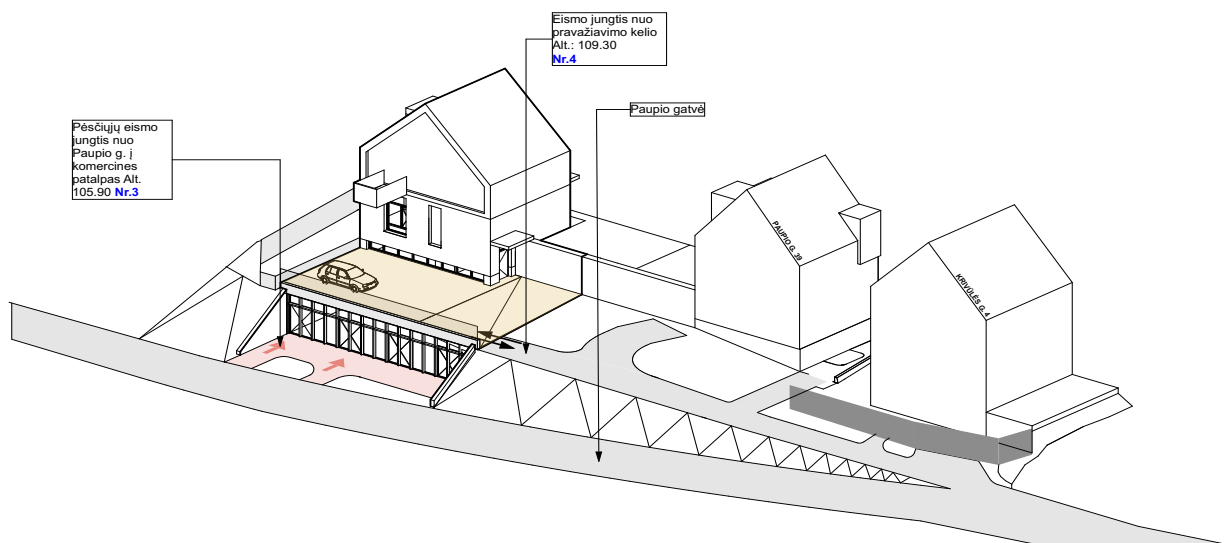 Eismo jungtis nuo
pravažiavimo kelio
Alt.: 109.30
Nr.4
Paupio gatvė
Pėsčiųjų eismo
jungtis nuo
Paupio g. į
komercines
patalpas Alt.
105.90 Nr.3
PAUPIO G. 39
KRIVŪLĖS G. 4